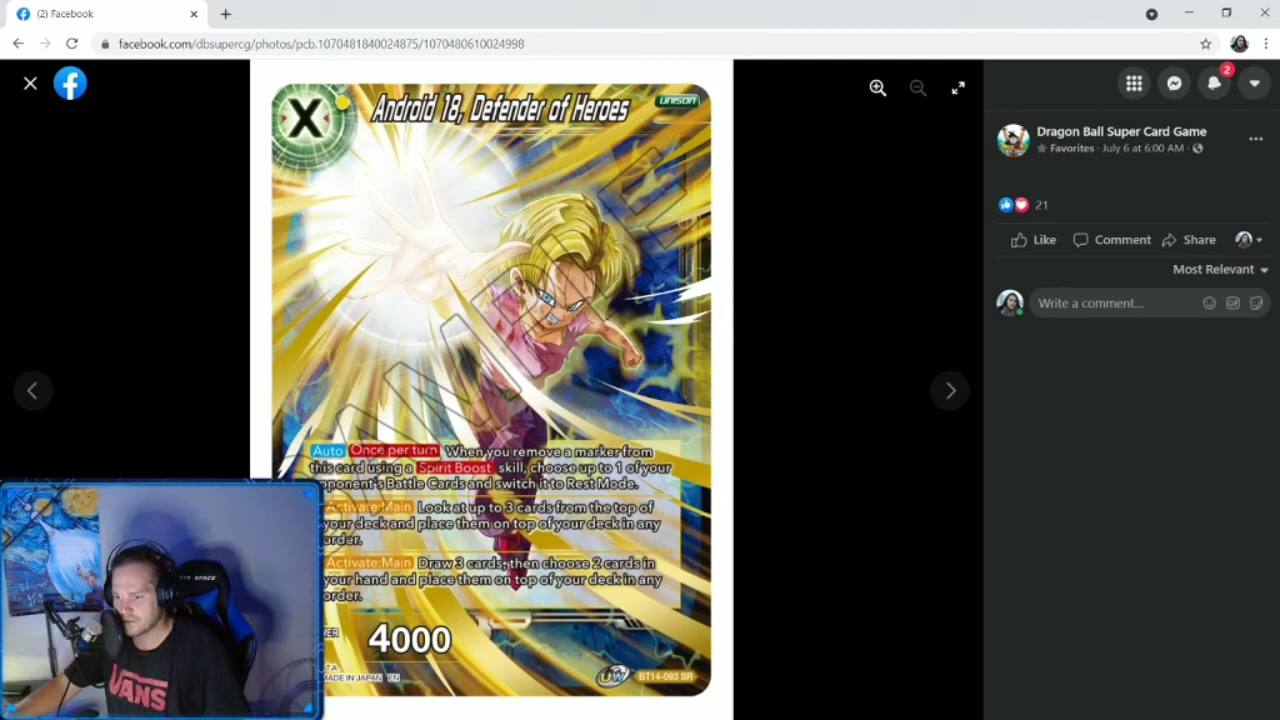 (2) Facebook
facebook.com/dbsupercg/photos/pcb.1070481840024875/1070480610024998
2
X
Android 18, Defender of Heroes
UNISON
Dragon Ball Super Card Game
Favorites · July 6 at 6:00 AM ·
21
Like Comment Share
Most Relevant
Write a comment...
GIF
SAMPLE
Auto Once per turn When you remove a marker from
this card using a Spirit Boost skill, choose up to 1 of your
opponent's Battle Cards and switch it to Rest Mode.
Activate:Main Look at up to 3 cards from the top of
your deck and place them on top of your deck in any
order.
Activate:Main Draw 3 cards, then choose 2 cards in
your hand and place them on top of your deck in any
order.
4000
MADE IN JAPAN EN
UW
BT14-093 SR
VANS